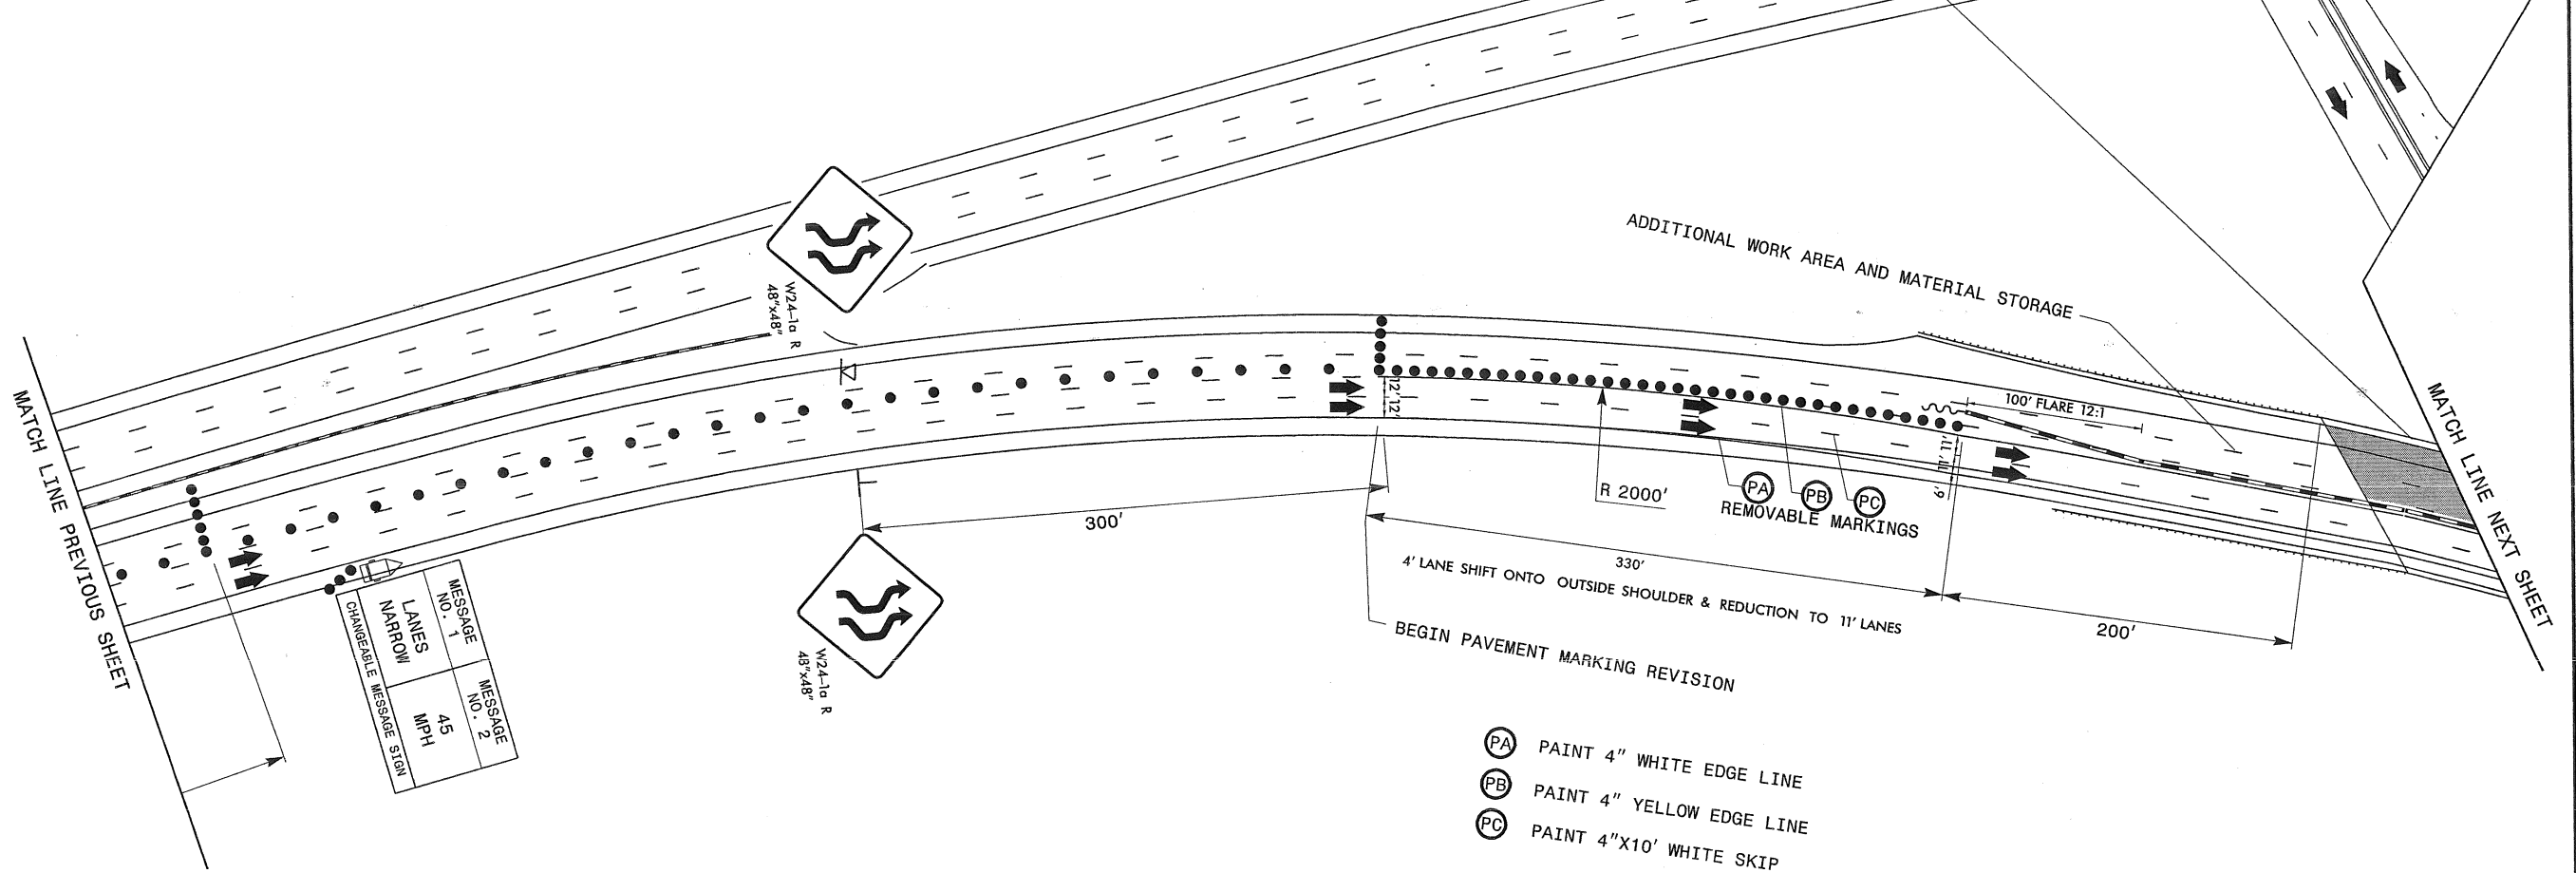 MATCH LINE PREVIOUS SHEET
W24-1a R
48"x48"
ADDITIONAL WORK AREA AND MATERIAL STORAGE
12' 12'
100' FLARE 12:1
11' 11' 9'
MATCH LINE NEXT SHEET
PA PB PC
REMOVABLE MARKINGS
R 2000'
300'
330'
4' LANE SHIFT ONTO OUTSIDE SHOULDER & REDUCTION TO 11' LANES
200'
BEGIN PAVEMENT MARKING REVISION
W24-1a R
48"x48"
MESSAGE
NO. 1
MESSAGE
NO. 2
LANES
NARROW
45
MPH
CHANGEABLE MESSAGE SIGN
PA PAINT 4" WHITE EDGE LINE
PB PAINT 4" YELLOW EDGE LINE
PC PAINT 4"X10' WHITE SKIP